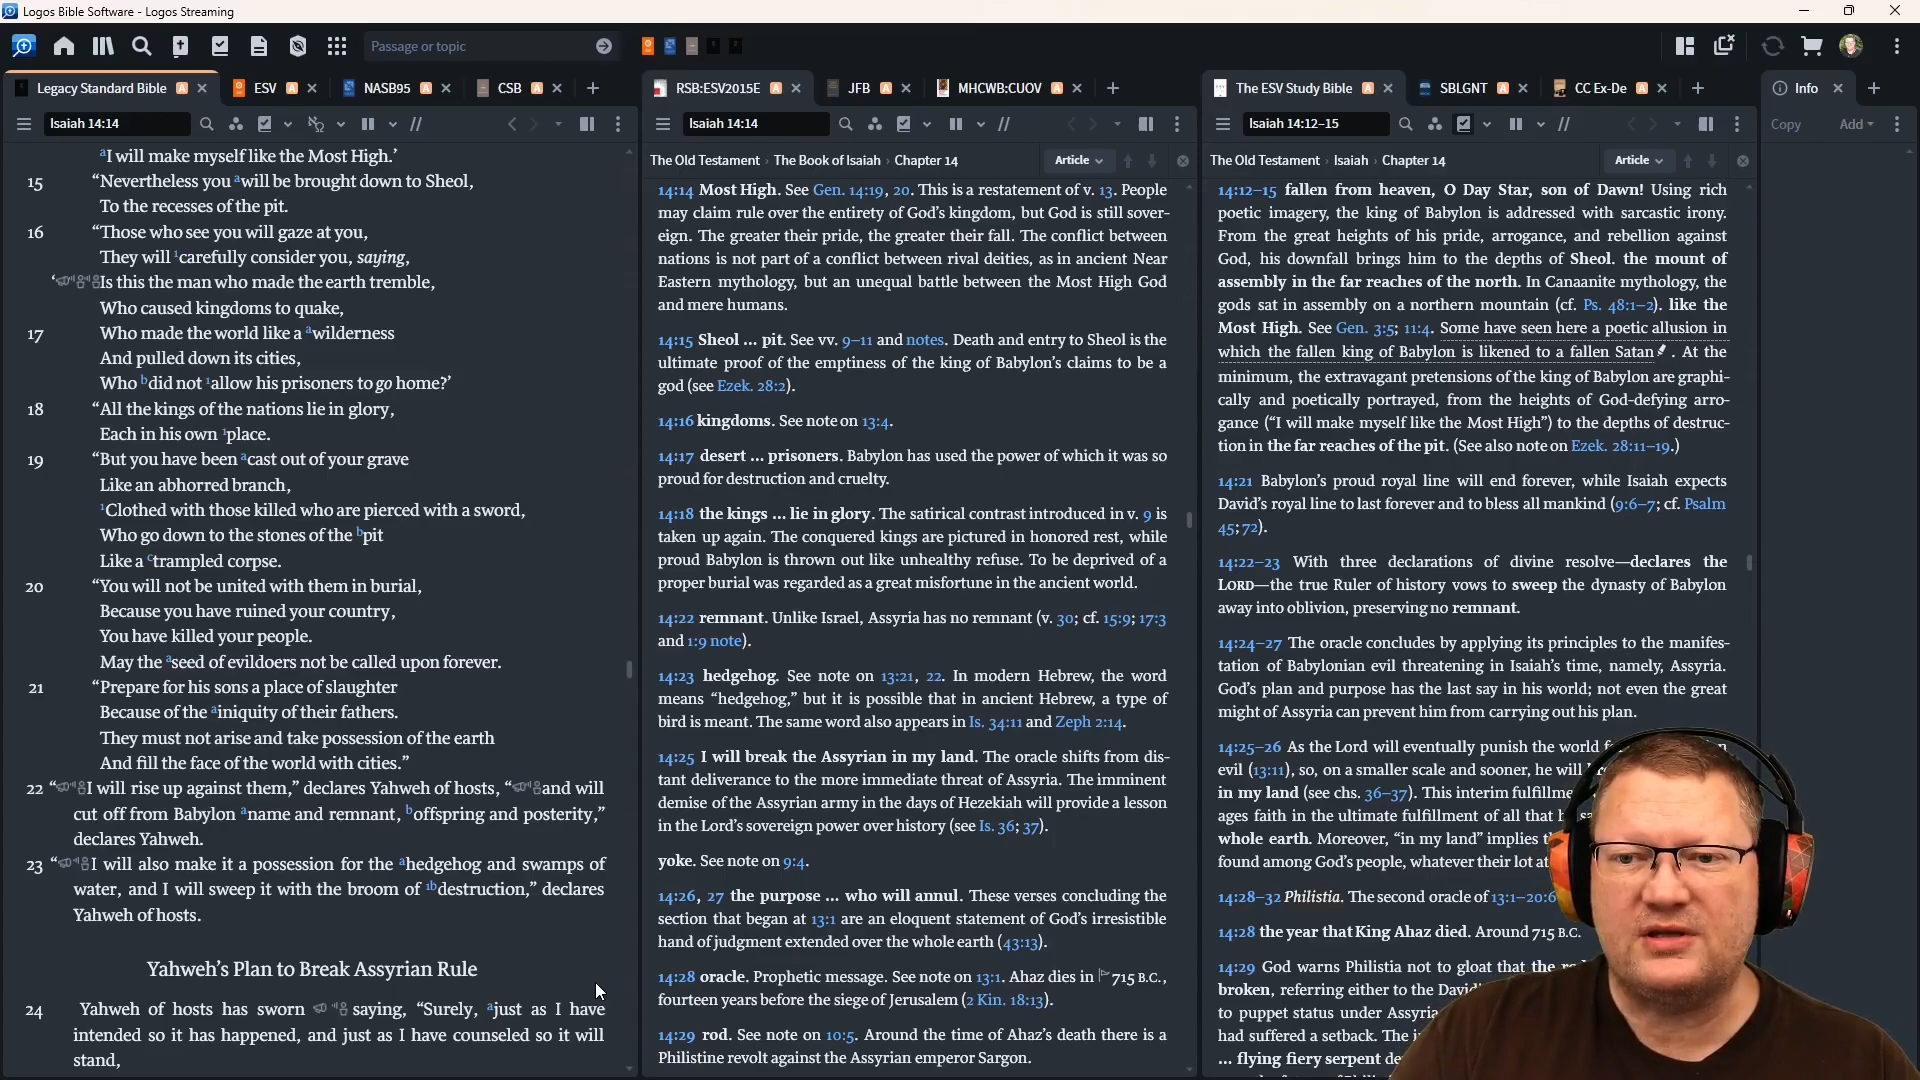 Logos Bible Software - Logos Streaming
Passage or topic
Legacy Standard Bible A
ESV A
NASB95 A
CSB A
RSB:ESV2015E A
JFB A
MHCWB:CUOV A
The ESV Study Bible A
SBLGNT A
CC Ex-De A
Info
Isaiah 14:14
Isaiah 14:14
Isaiah 14:12–15
Copy
Add
aI will make myself like the Most High.’
15 “Nevertheless you awill be brought down to Sheol,
To the recesses of the pit.
16 “Those who see you will gaze at you,
They will 1carefully consider you, saying,
‘Is this the man who made the earth tremble,
Who caused kingdoms to quake,
17 Who made the world like a awilderness
And pulled down its cities,
Who bdid not 1allow his prisoners to go home?’
18 “All the kings of the nations lie in glory,
Each in his own 1place.
19 “But you have been acast out of your grave
Like an abhorred branch,
1Clothed with those killed who are pierced with a sword,
Who go down to the stones of the bpit
Like a ctrampled corpse.
20 “You will not be united with them in burial,
Because you have ruined your country,
You have killed your people.
May the aseed of evildoers not be called upon forever.
21 “Prepare for his sons a place of slaughter
Because of the ainiquity of their fathers.
They must not arise and take possession of the earth
And fill the face of the world with cities.”
22 “I will rise up against them,” declares Yahweh of hosts, “and will
cut off from Babylon aname and remnant, boffspring and posterity,”
declares Yahweh.
23 “I will also make it a possession for the ahedgehog and swamps of
water, and I will sweep it with the broom of 1bdestruction,” declares
Yahweh of hosts.
Yahweh’s Plan to Break Assyrian Rule
24 Yahweh of hosts has sworn saying, “Surely, ajust as I have
intended so it has happened, and just as I have counseled so it will
stand,
The Old Testament › The Book of Isaiah › Chapter 14
Article
14:14 Most High. See Gen. 14:19, 20. This is a restatement of v. 13. People
may claim rule over the entirety of God’s kingdom, but God is still sover-
eign. The greater their pride, the greater their fall. The conflict between
nations is not part of a conflict between rival deities, as in ancient Near
Eastern mythology, but an unequal battle between the Most High God
and mere humans.
14:15 Sheol ... pit. See vv. 9–11 and notes. Death and entry to Sheol is the
ultimate proof of the emptiness of the king of Babylon’s claims to be a
god (see Ezek. 28:2).
14:16 kingdoms. See note on 13:4.
14:17 desert ... prisoners. Babylon has used the power of which it was so
proud for destruction and cruelty.
14:18 the kings ... lie in glory. The satirical contrast introduced in v. 9 is
taken up again. The conquered kings are pictured in honored rest, while
proud Babylon is thrown out like unhealthy refuse. To be deprived of a
proper burial was regarded as a great misfortune in the ancient world.
14:22 remnant. Unlike Israel, Assyria has no remnant (v. 30; cf. 15:9; 17:3
and 1:9 note).
14:23 hedgehog. See note on 13:21, 22. In modern Hebrew, the word
means “hedgehog,” but it is possible that in ancient Hebrew, a type of
bird is meant. The same word also appears in Is. 34:11 and Zeph 2:14.
14:25 I will break the Assyrian in my land. The oracle shifts from dis-
tant deliverance to the more immediate threat of Assyria. The imminent
demise of the Assyrian army in the days of Hezekiah will provide a lesson
in the Lord’s sovereign power over history (see Is. 36; 37).
yoke. See note on 9:4.
14:26, 27 the purpose ... who will annul. These verses concluding the
section that began at 13:1 are an eloquent statement of God’s irresistible
hand of judgment extended over the whole earth (43:13).
14:28 oracle. Prophetic message. See note on 13:1. Ahaz dies in 715 B.C.,
fourteen years before the siege of Jerusalem (2 Kin. 18:13).
14:29 rod. See note on 10:5. Around the time of Ahaz’s death there is a
Philistine revolt against the Assyrian emperor Sargon.
The Old Testament › Isaiah › Chapter 14
Article
14:12–15 fallen from heaven, O Day Star, son of Dawn! Using rich
poetic imagery, the king of Babylon is addressed with sarcastic irony.
From the great heights of his pride, arrogance, and rebellion against
God, his downfall brings him to the depths of Sheol. the mount of
assembly in the far reaches of the north. In Canaanite mythology, the
gods sat in assembly on a northern mountain (cf. Ps. 48:1–2). like the
Most High. See Gen. 3:5; 11:4. Some have seen here a poetic allusion in
which the fallen king of Babylon is likened to a fallen Satan. At the
minimum, the extravagant pretensions of the king of Babylon are graphi-
cally and poetically portrayed, from the heights of God-defying arro-
gance (“I will make myself like the Most High”) to the depths of destruc-
tion in the far reaches of the pit. (See also note on Ezek. 28:11–19.)
14:21 Babylon’s proud royal line will end forever, while Isaiah expects
David’s royal line to last forever and to bless all mankind (9:6–7; cf. Psalm
45; 72).
14:22–23 With three declarations of divine resolve—declares the
LORD—the true Ruler of history vows to sweep the dynasty of Babylon
away into oblivion, preserving no remnant.
14:24–27 The oracle concludes by applying its principles to the manifes-
tation of Babylonian evil threatening in Isaiah’s time, namely, Assyria.
God’s plan and purpose has the last say in his world; not even the great
might of Assyria can prevent him from carrying out his plan.
14:25–26 As the Lord will eventually punish the world
evil (13:11), so, on a smaller scale and sooner, he will
in my land (see chs. 36–37). This interim
ages faith in the ultimate fulfillment of all that
whole earth. Moreover, “in my land” implies
found among God’s people, whatever their lot
14:28–32 Philistia. The second oracle of 13:1–20:6
14:28 the year that King Ahaz died. Around 715 B.C.
14:29 God warns Philistia not to gloat that the
broken, referring either to the
to puppet status under Assyria
had suffered a setback. The
... flying fiery serpent